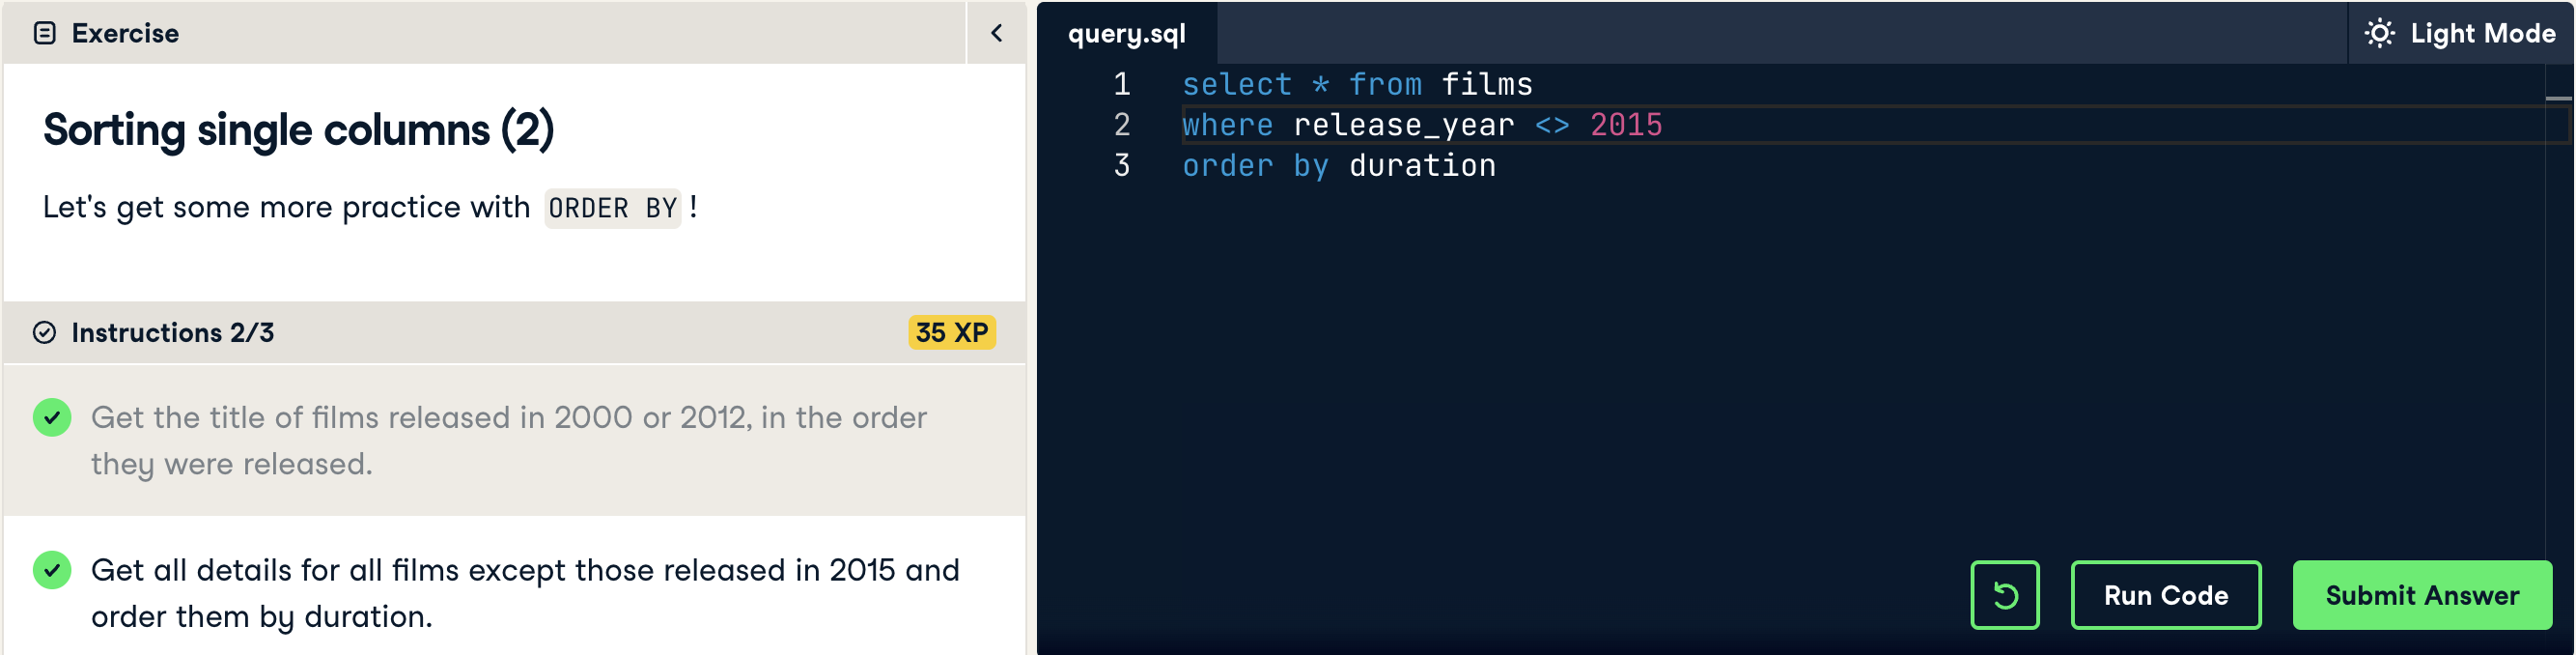 Exercise
Sorting single columns (2)
Let's get some more practice with ORDER BY !
Instructions 2/3
35 XP
Get the title of films released in 2000 or 2012, in the order
they were released.
Get all details for all films except those released in 2015 and
order them by duration.
query.sql
Light Mode
1 select * from films
2 where release_year <> 2015
3 order by duration
Run Code
Submit Answer